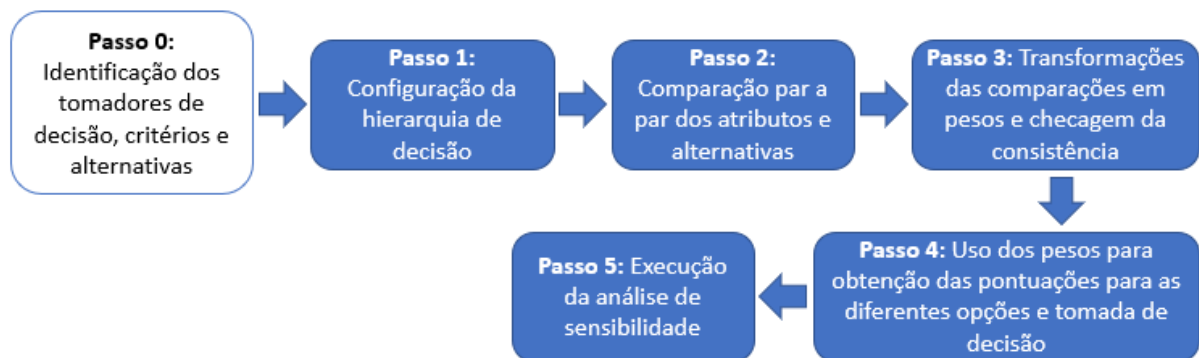 Passo 0:
Identificação dos
tomadores de
decisão, critérios e
alternativas
Passo 1:
Configuração da
hierarquia de
decisão
Passo 2:
Comparação par a
par dos atributos e
alternativas
Passo 3: Transformações
das comparações em
pesos e checagem da
consistência
Passo 4: Uso dos pesos para
obtenção das pontuações para as
diferentes opções e tomada de
decisão
Passo 5: Execução
da análise de
sensibilidade